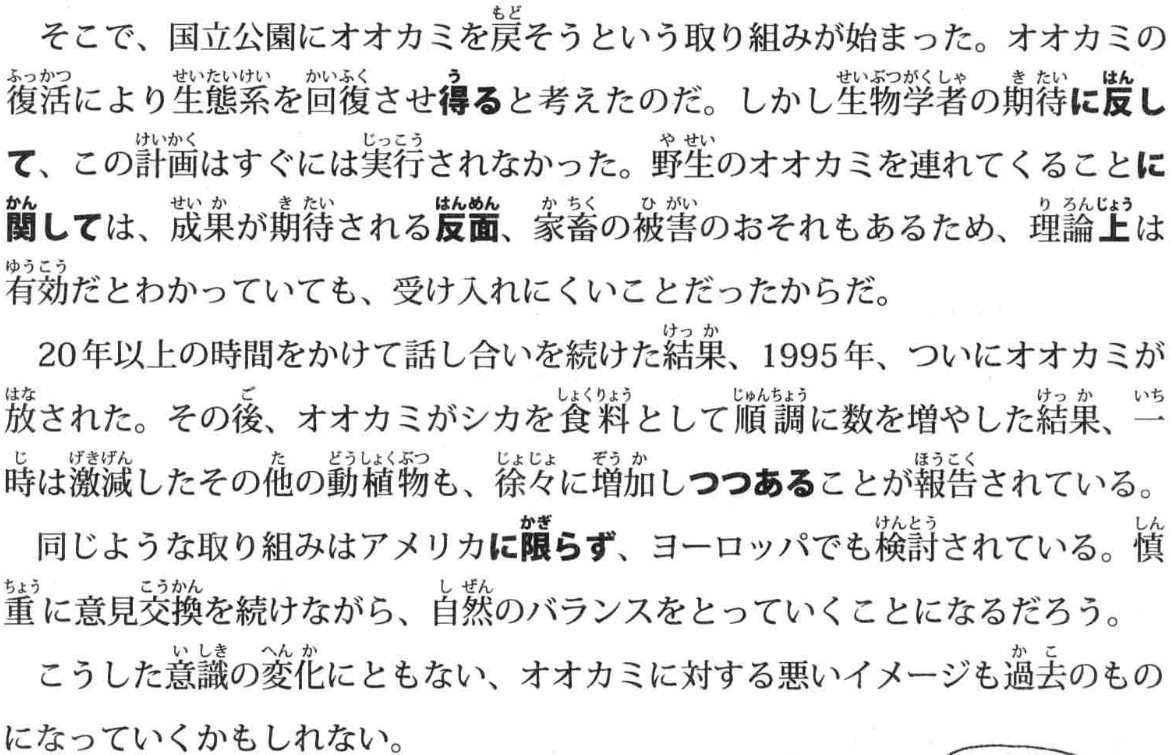 そこで、国立公園にオオカミを戻そうという取り組みが始まった。オオカミの
復活により生態系を回復させ得ると考えたのだ。しかし生物学者の期待に反し
て、この計画はすぐには実行されなかった。野生のオオカミを連れてくることに
関しては、成果が期待される反面、家畜の被害のおそれもあるため、理論上は
有効だとわかっていても、受け入れにくいことだったからだ。
20年以上の時間をかけて話し合いを続けた結果、1995年、ついにオオカミが
放された。その後、オオカミがシカを食料として順調に数を増やした結果、一
時は激減したその他の動植物も、徐々に増加しつつあることが報告されている。
同じような取り組みはアメリカに限らず、ヨーロッパでも検討されている。慎
重に意見交換を続けながら、自然のバランスをとっていくことになるだろう。
こうした意識の変化にともない、オオカミに対する悪いイメージも過去のもの
になっていくかもしれない。